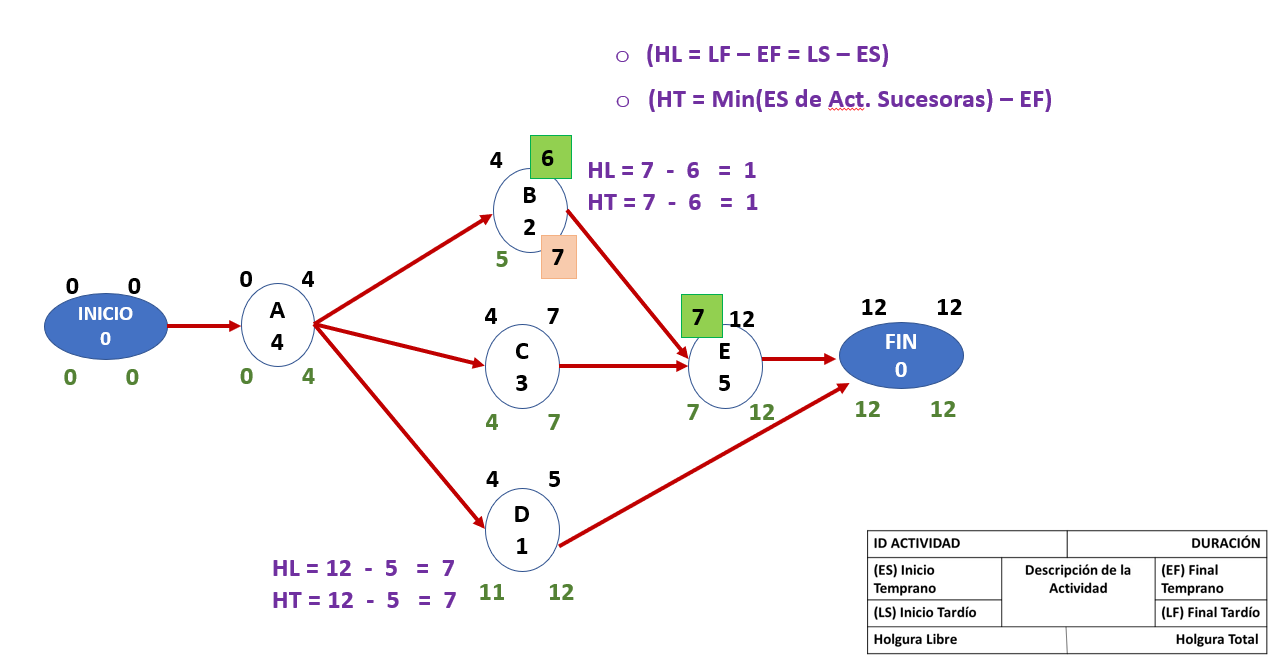 o (HL = LF – EF = LS – ES)
o (HT = Min(ES de Act. Sucesoras) – EF)
4 6
B
2
5 7
HL = 7 - 6 = 1
HT = 7 - 6 = 1
0 0
INICIO
0
0 0
0 4
A
4
0 4
4 7
C
3
4 7
7 12
E
5
7 12
12 12
FIN
0
12 12
4 5
D
1
11 12
HL = 12 - 5 = 7
HT = 12 - 5 = 7
ID ACTIVIDAD DURACIÓN
(ES) Inicio Temprano
Descripción de la Actividad
(EF) Final Temprano
(LS) Inicio Tardío
(LF) Final Tardío
Holgura Libre Holgura Total